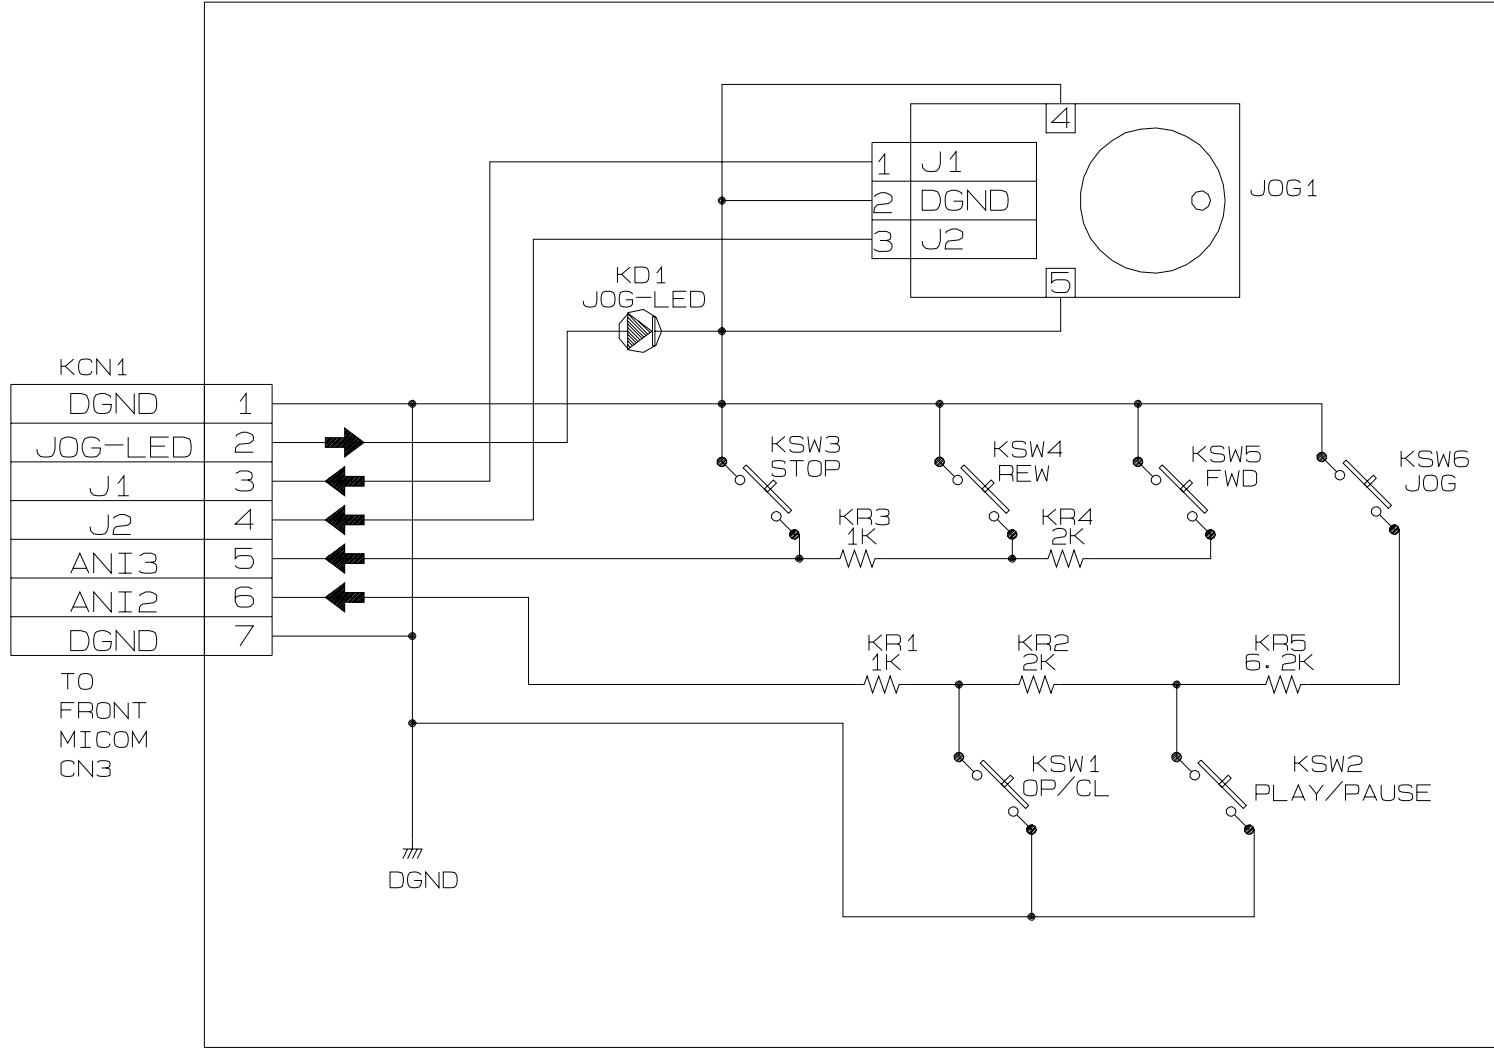 4
1 J1
2 DGND
3 J2
JOG1
5
KD1
JOG-LED
KCN1
DGND 1
JOG-LED 2
J1 3
J2 4
ANI3 5
ANI2 6
DGND 7
TO
FRONT
MICOM
CN3
KSW3
STOP
KSW4
REW
KSW5
FWD
KSW6
JOG
KR3
1K
KR4
2K
KR1
1K
KR2
2K
KR5
6.2K
KSW1
OP/CL
KSW2
PLAY/PAUSE
DGND